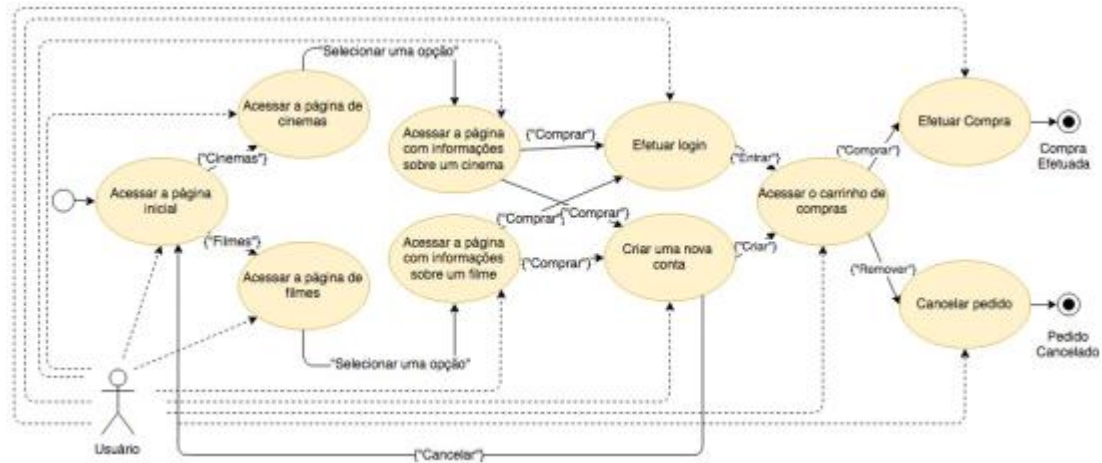 "Selecionar uma opção"
Acessar a página de
cinemas
Acessar a página
com informações
sobre um cinema
{"Comprar"}
Efetuar login
Efetuar Compra
Compra
Efetuada
{"Cinemas"}
{"Entrar"}
{"Comprar"}
Acessar a página
inicial
Acessar o carrinho de
compras
{"Comprar"}
{"Comprar"}
{"Filmes"}
Acessar a página
com informações
sobre um filme
{"Comprar"}
Criar uma nova
conta
{"Criar"}
Acessar a página de
filmes
{"Remover"}
Cancelar pedido
Pedido
Cancelado
"Selecionar uma opção"
Usuário
{"Cancelar"}